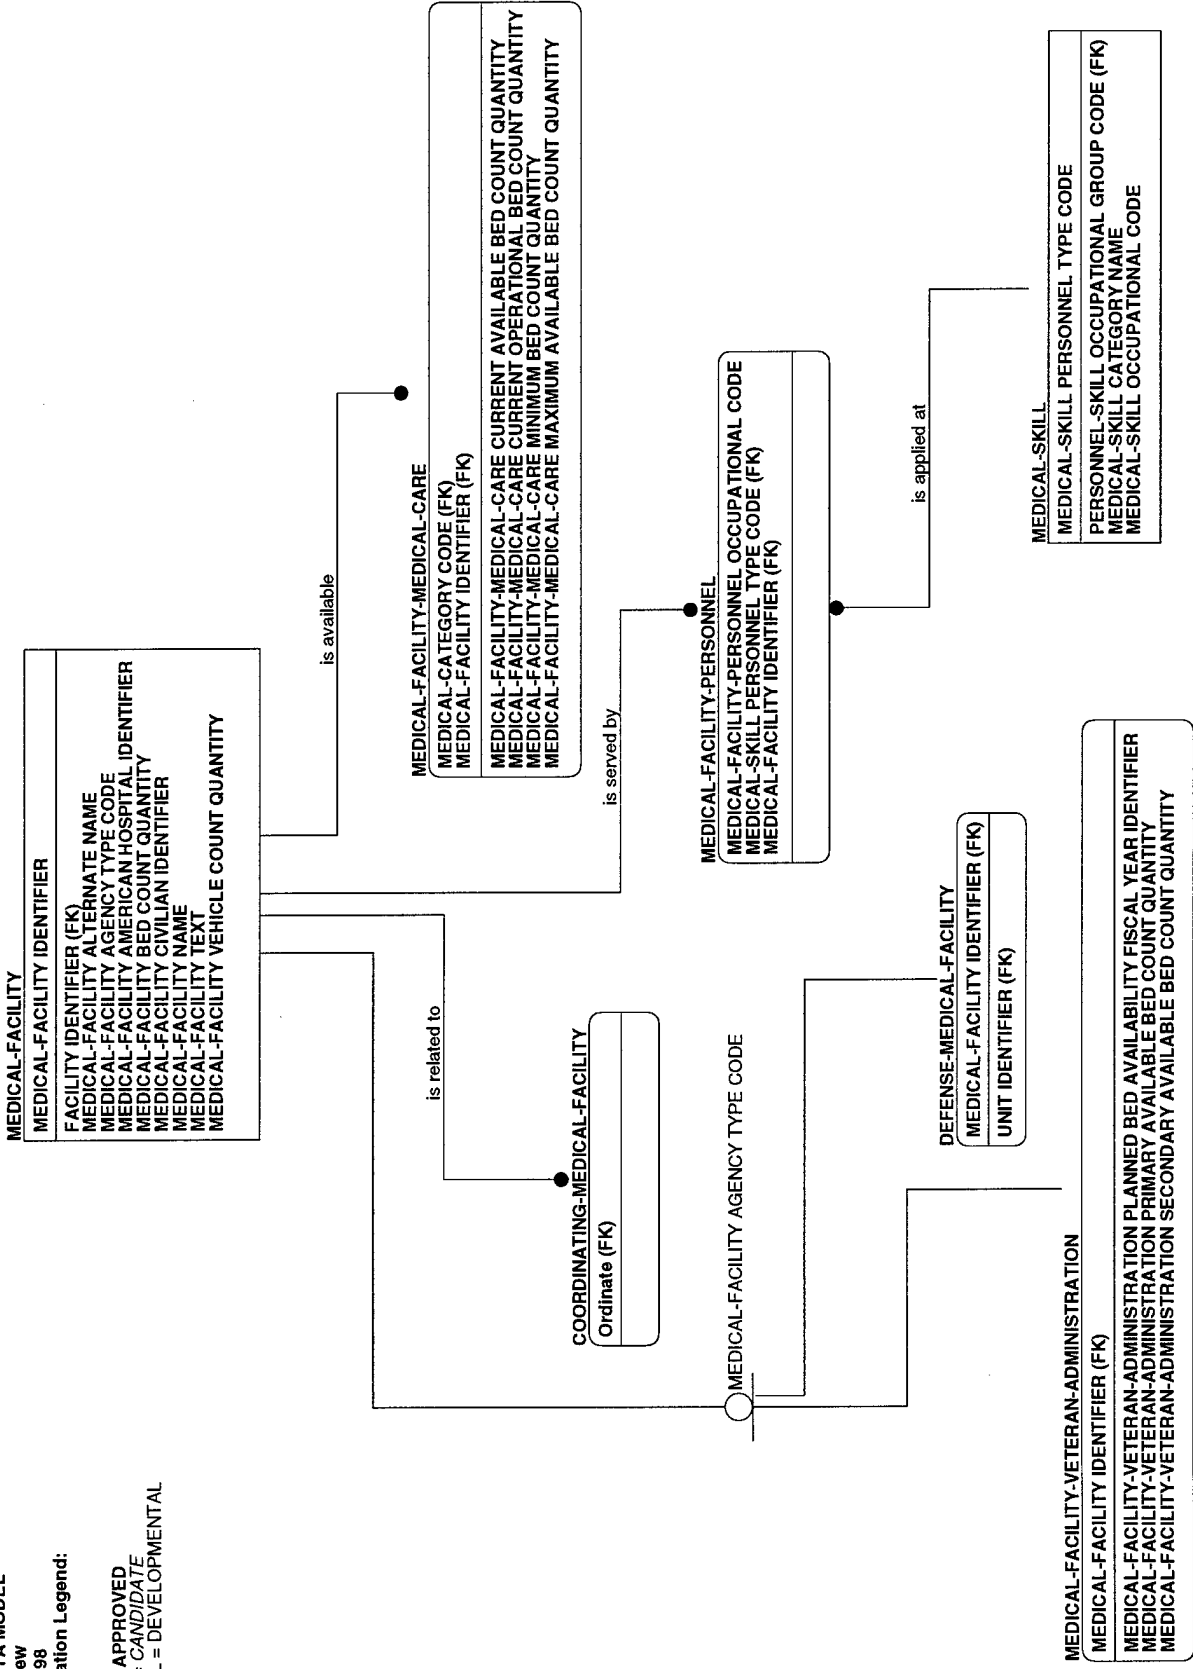 TA MODEL
ew
98
ation Legend:
APPROVED
= CANDIDATE
L = DEVELOPMENTAL
MEDICAL-FACILITY
MEDICAL-FACILITY IDENTIFIER
FACILITY IDENTIFIER (FK)
MEDICAL-FACILITY ALTERNATE NAME
MEDICAL-FACILITY AGENCY TYPE CODE
MEDICAL-FACILITY AMERICAN HOSPITAL IDENTIFIER
MEDICAL-FACILITY BED COUNT QUANTITY
MEDICAL-FACILITY CIVILIAN IDENTIFIER
MEDICAL-FACILITY NAME
MEDICAL-FACILITY TEXT
MEDICAL-FACILITY VEHICLE COUNT QUANTITY
is available
MEDICAL-FACILITY-MEDICAL-CARE
MEDICAL-CATEGORY CODE (FK)
MEDICAL-FACILITY IDENTIFIER (FK)
MEDICAL-FACILITY-MEDICAL-CARE CURRENT AVAILABLE BED COUNT QUANTITY
MEDICAL-FACILITY-MEDICAL-CARE CURRENT OPERATIONAL BED COUNT QUANTITY
MEDICAL-FACILITY-MEDICAL-CARE MINIMUM BED COUNT QUANTITY
MEDICAL-FACILITY-MEDICAL-CARE MAXIMUM AVAILABLE BED COUNT QUANTITY
is related to
COORDINATING-MEDICAL-FACILITY
Ordinate (FK)
is served by
MEDICAL-FACILITY-PERSONNEL
MEDICAL-FACILITY-PERSONNEL OCCUPATIONAL CODE
MEDICAL-SKILL PERSONNEL TYPE CODE (FK)
MEDICAL-FACILITY IDENTIFIER (FK)
MEDICAL-FACILITY AGENCY TYPE CODE
is applied at
DEFENSE-MEDICAL-FACILITY
MEDICAL-FACILITY IDENTIFIER (FK)
UNIT IDENTIFIER (FK)
MEDICAL-SKILL
MEDICAL-SKILL PERSONNEL TYPE CODE
PERSONNEL-SKILL OCCUPATIONAL GROUP CODE (FK)
MEDICAL-SKILL CATEGORY NAME
MEDICAL-SKILL OCCUPATIONAL CODE
MEDICAL-FACILITY-VETERAN-ADMINISTRATION
MEDICAL-FACILITY IDENTIFIER (FK)
MEDICAL-FACILITY-VETERAN-ADMINISTRATION PLANNED BED AVAILABILITY FISCAL YEAR IDENTIFIER
MEDICAL-FACILITY-VETERAN-ADMINISTRATION PRIMARY AVAILABLE BED COUNT QUANTITY
MEDICAL-FACILITY-VETERAN-ADMINISTRATION SECONDARY AVAILABLE BED COUNT QUANTITY